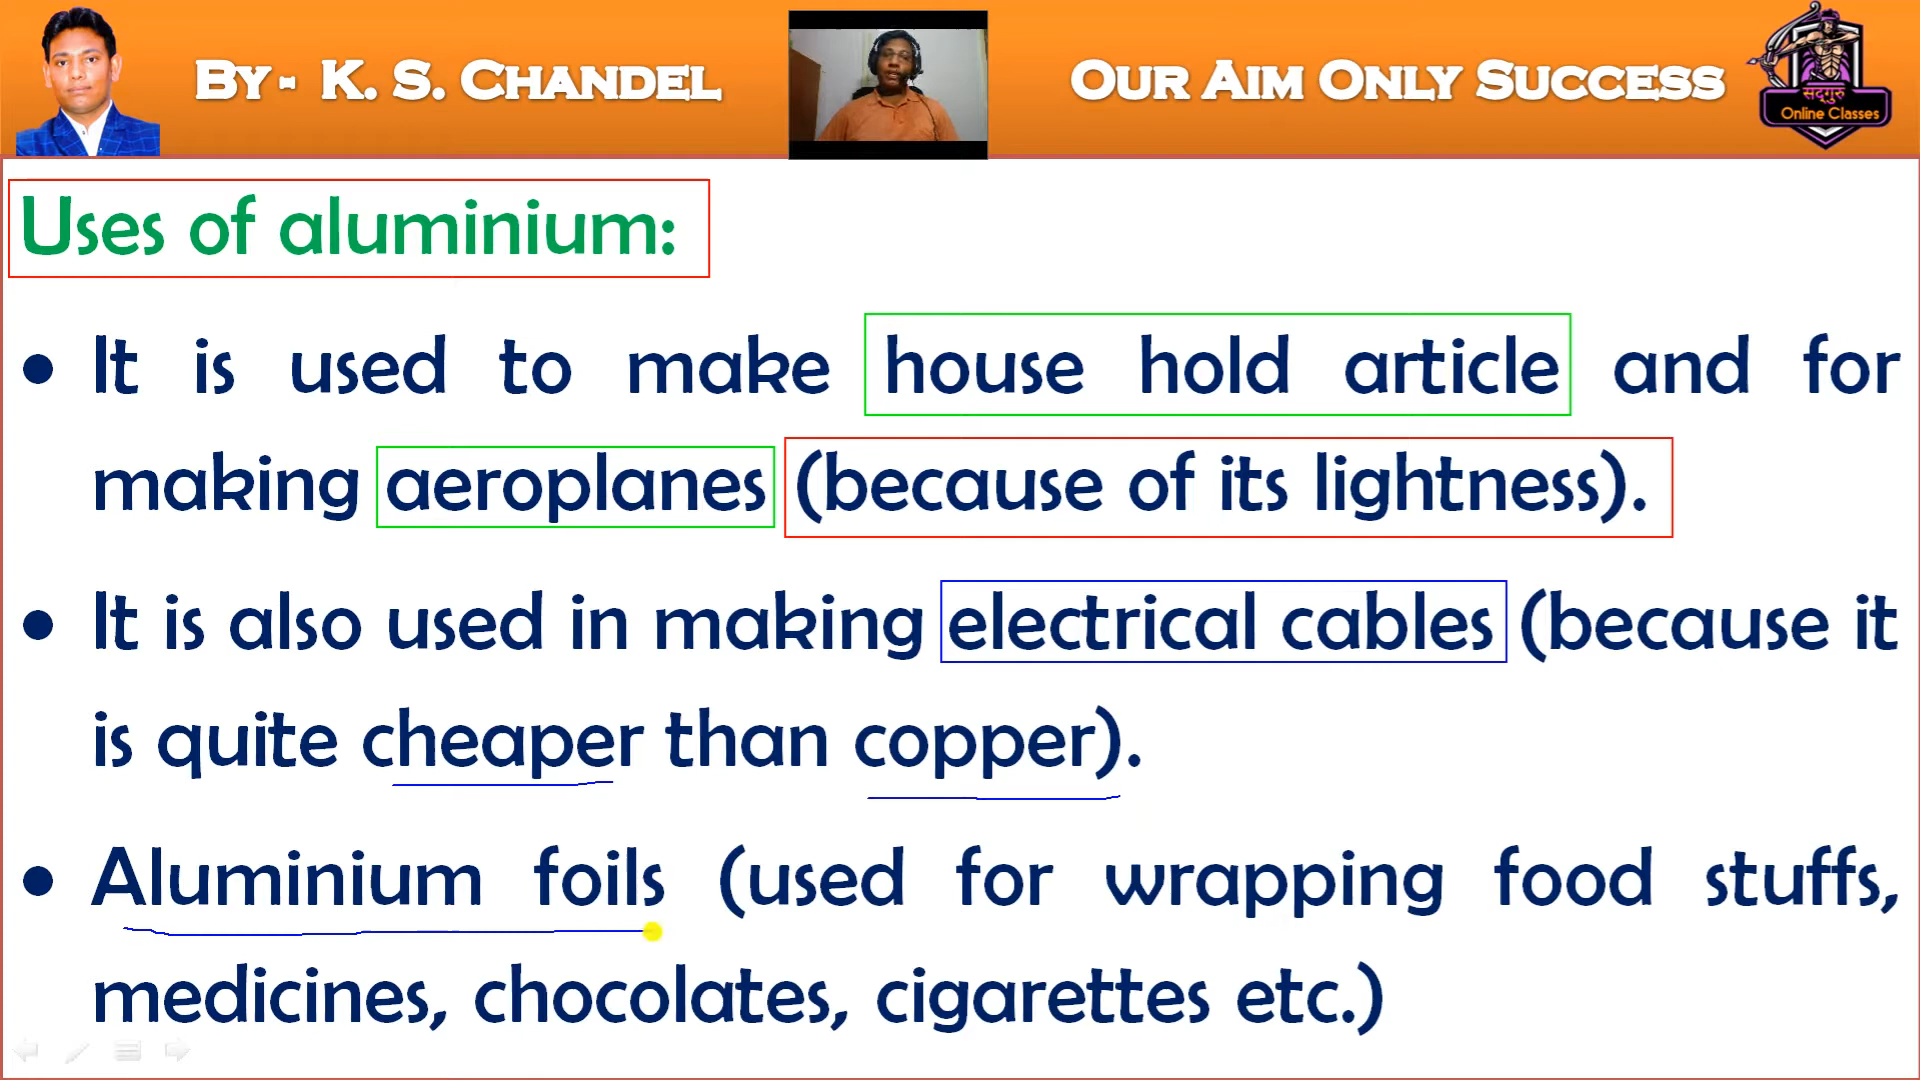 BY - K. S. CHANDEL
OUR AIM ONLY SUCCESS
सद्गुरु
Online Classes
Uses of aluminium:
• It is used to make house hold article and for
making aeroplanes (because of its lightness).
• It is also used in making electrical cables (because it
is quite cheaper than copper).
• Aluminium foils (used for wrapping food stuffs,
medicines, chocolates, cigarettes etc.)